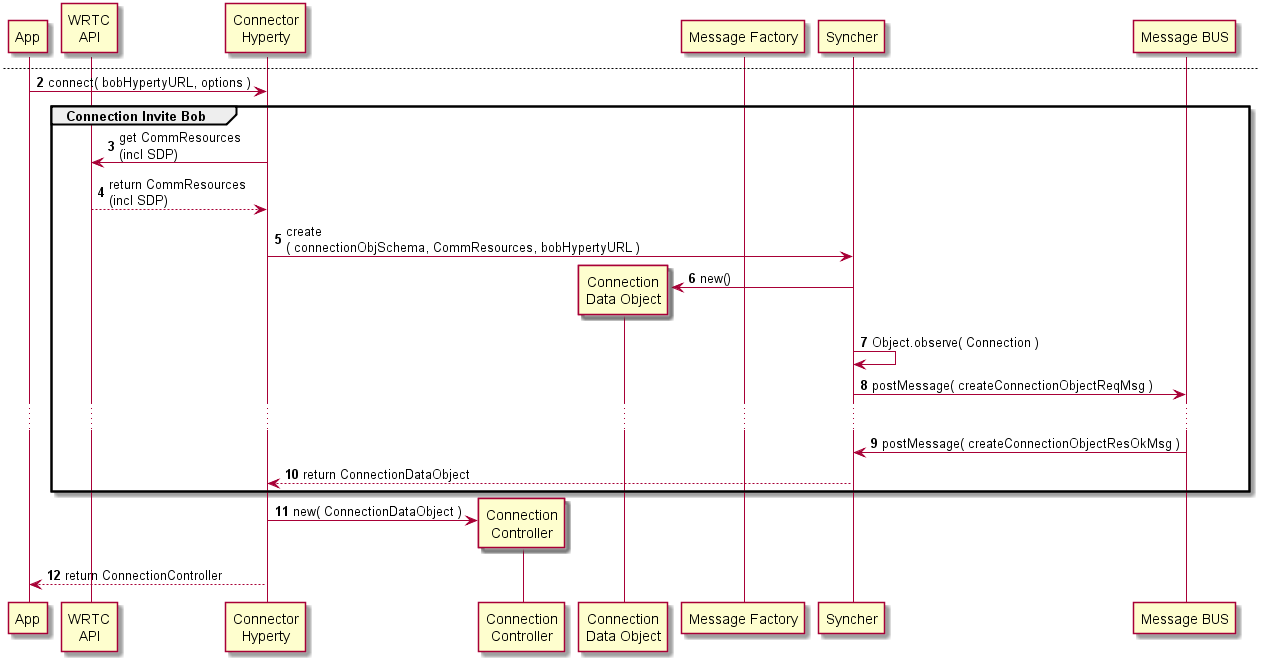 App
WRTC
API
Connector
Hyperty
Message Factory
Syncher
Message BUS
2 connect( bobHypertyURL, options )
Connection Invite Bob
3 get CommResources
(incl SDP)
4 return CommResources
(incl SDP)
5 create
( connectionObjSchema, CommResources, bobHypertyURL )
Connection
Data Object
6 new()
7 Object.observe( Connection )
8 postMessage( createConnectionObjectReqMsg )
9 postMessage( createConnectionObjectResOkMsg )
10 return ConnectionDataObject
11 new( ConnectionDataObject )
Connection
Controller
12 return ConnectionController
App
WRTC
API
Connector
Hyperty
Connection
Controller
Connection
Data Object
Message Factory
Syncher
Message BUS